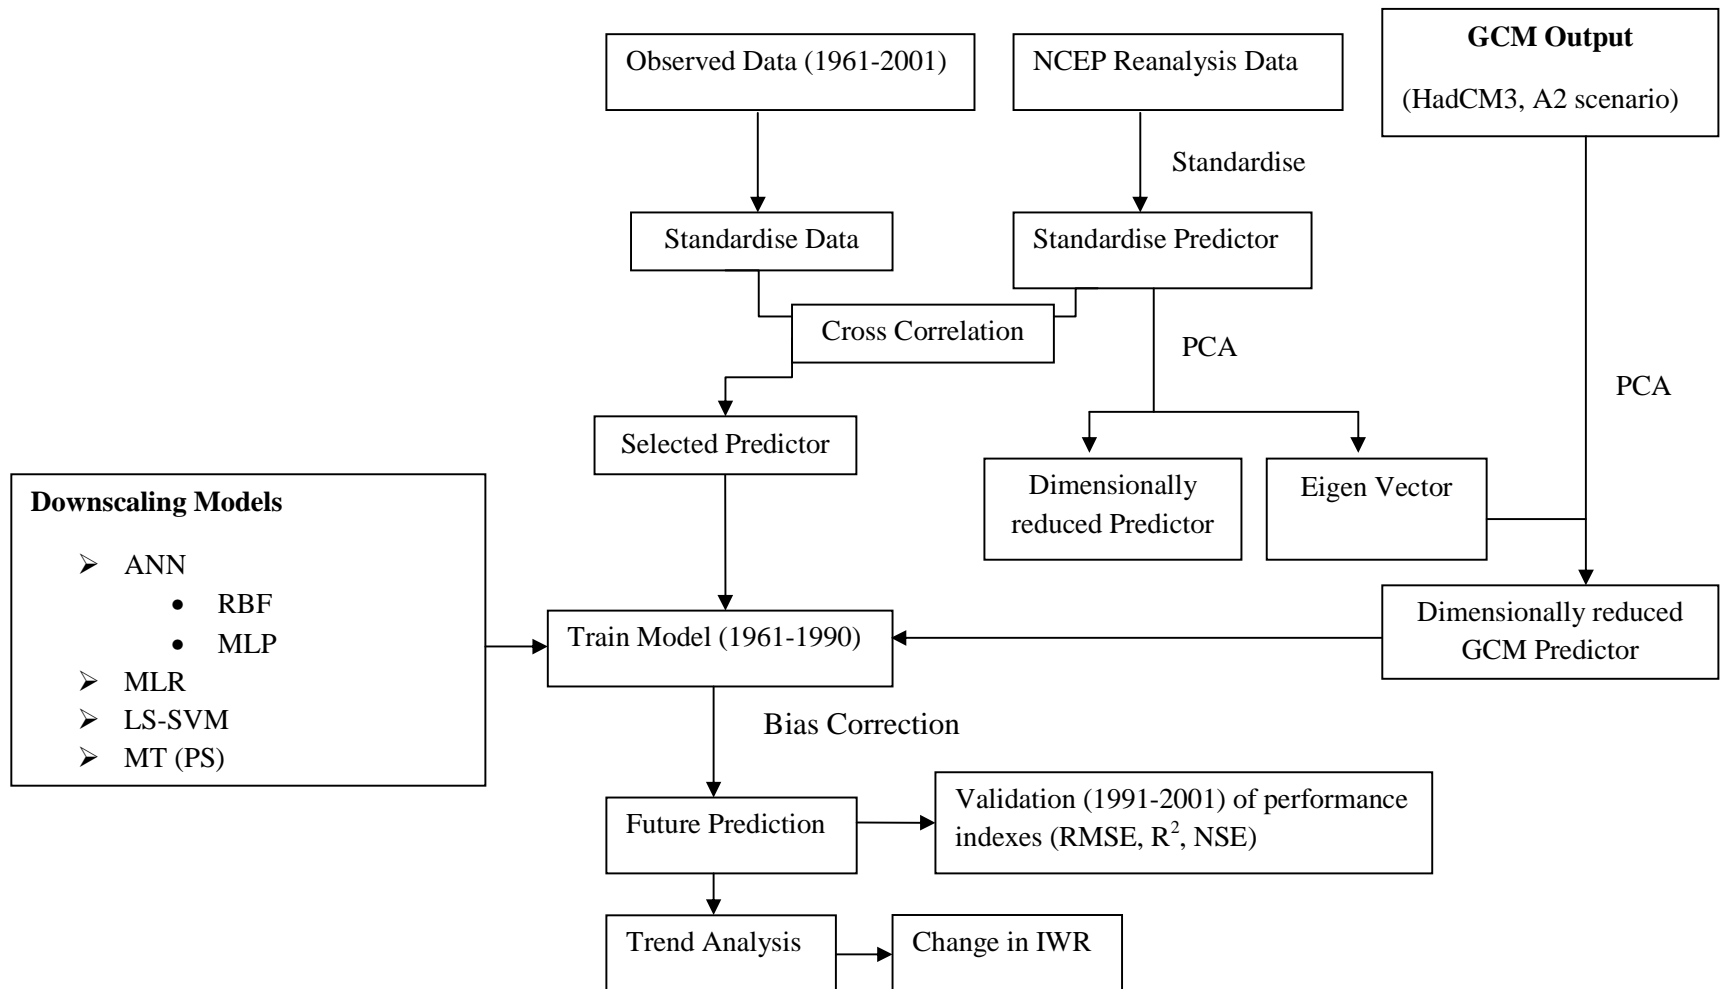 Observed Data (1961-2001)
NCEP Reanalysis Data
GCM Output
(HadCM3, A2 scenario)
Standardise
Standardise Data
Standardise Predictor
Cross Correlation
PCA
PCA
Selected Predictor
Dimensionally
reduced Predictor
Eigen Vector
Downscaling Models
➢ ANN
• RBF
• MLP
➢ MLR
➢ LS-SVM
➢ MT (PS)
Train Model (1961-1990)
Dimensionally reduced
GCM Predictor
Bias Correction
Future Prediction
Validation (1991-2001) of performance
indexes (RMSE, R², NSE)
Trend Analysis
Change in IWR